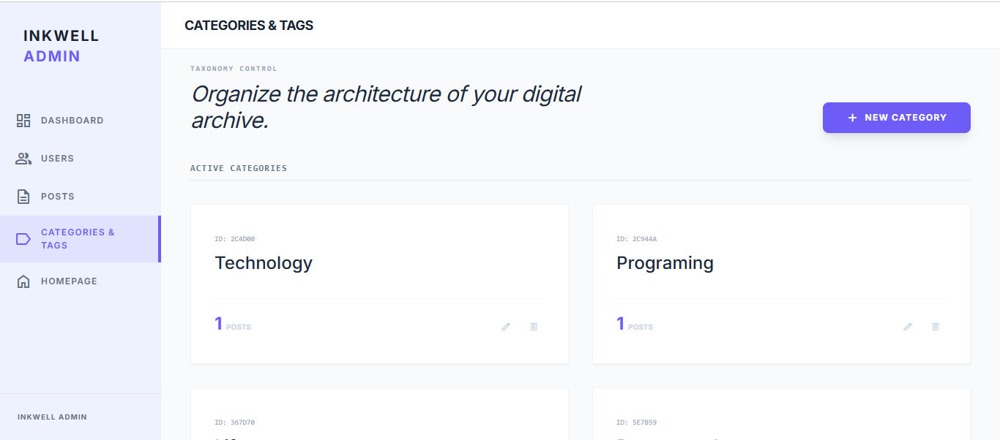 INKWELL
ADMIN
DASHBOARD
USERS
POSTS
CATEGORIES &
TAGS
HOMEPAGE
INKWELL ADMIN
CATEGORIES & TAGS
TAXONOMY CONTROL
Organize the architecture of your digital
archive.
+ NEW CATEGORY
ACTIVE CATEGORIES
ID: 2C4D00
Technology
1 POSTS
ID: 2C944A
Programing
1 POSTS
ID: 367D70
ID: 5E7B59